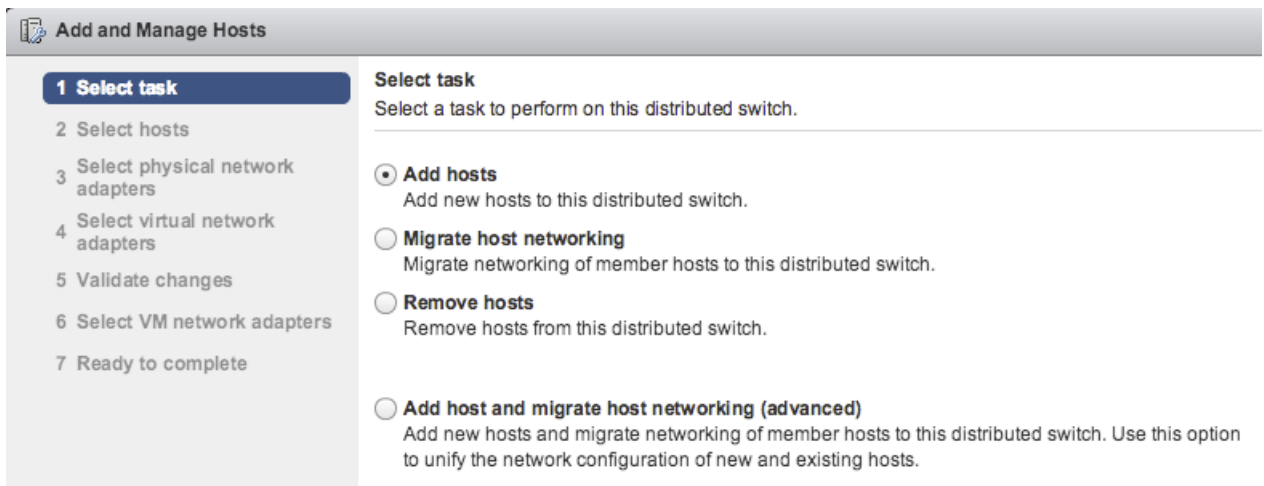 Add and Manage Hosts
1 Select task
2 Select hosts
3 Select physical network
adapters
4 Select virtual network
adapters
5 Validate changes
6 Select VM network adapters
7 Ready to complete
Select task
Select a task to perform on this distributed switch.
Add hosts
Add new hosts to this distributed switch.
Migrate host networking
Migrate networking of member hosts to this distributed switch.
Remove hosts
Remove hosts from this distributed switch.
Add host and migrate host networking (advanced)
Add new hosts and migrate networking of member hosts to this distributed switch. Use this option
to unify the network configuration of new and existing hosts.